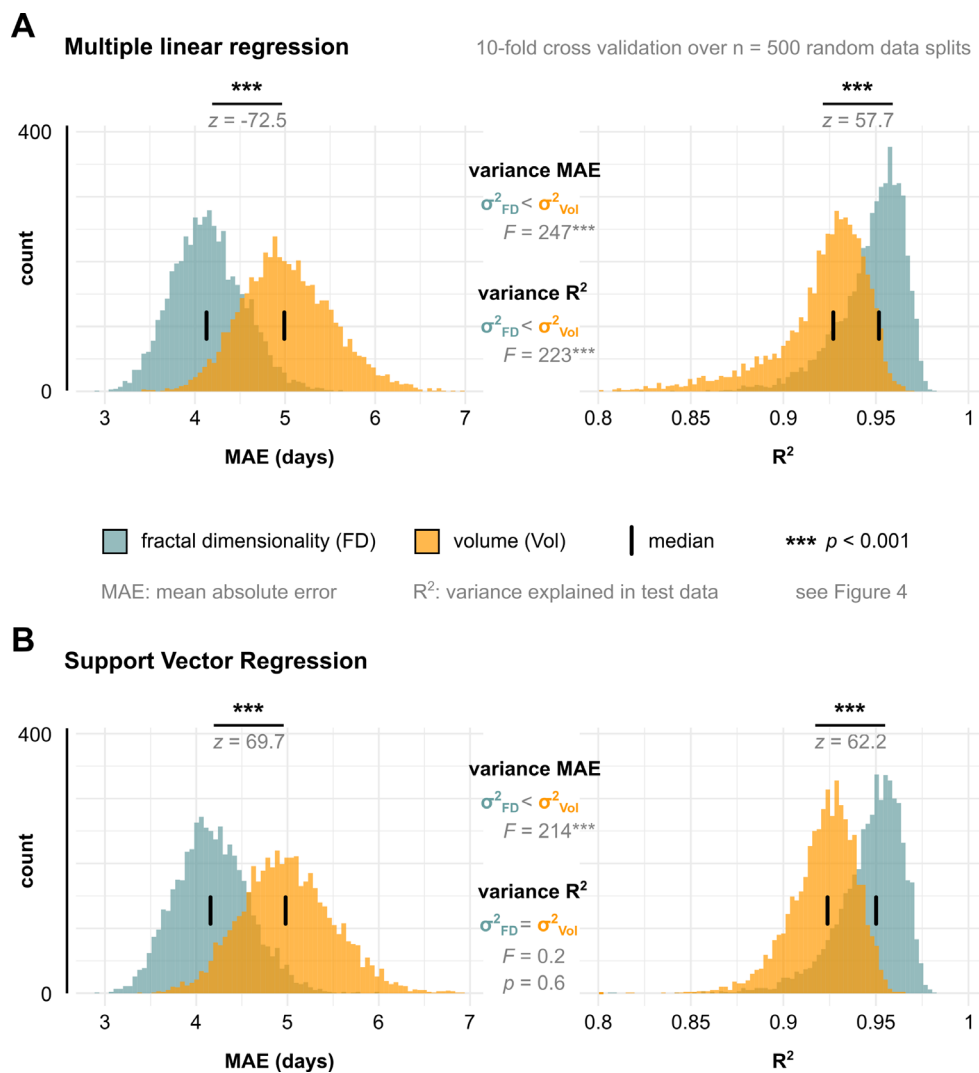 A
Multiple linear regression
10-fold cross validation over n = 500 random data splits
***
z = -72.5
***
z = 57.7
400
200
0
count
3 4 5 6 7
MAE (days)
variance MAE
σ²FD < σ²Vol
F = 247***
variance R²
σ²FD < σ²Vol
F = 223***
0.8 0.85 0.9 0.95 1
R²
fractal dimensionality (FD)
volume (Vol)
median
*** p < 0.001
MAE: mean absolute error
R²: variance explained in test data
see Figure 4
B
Support Vector Regression
***
z = 69.7
***
z = 62.2
400
0
count
3 4 5 6 7
MAE (days)
variance MAE
σ²FD < σ²Vol
F = 214***
variance R²
σ²FD = σ²Vol
F = 0.2
p = 0.6
0.8 0.85 0.9 0.95 1
R²